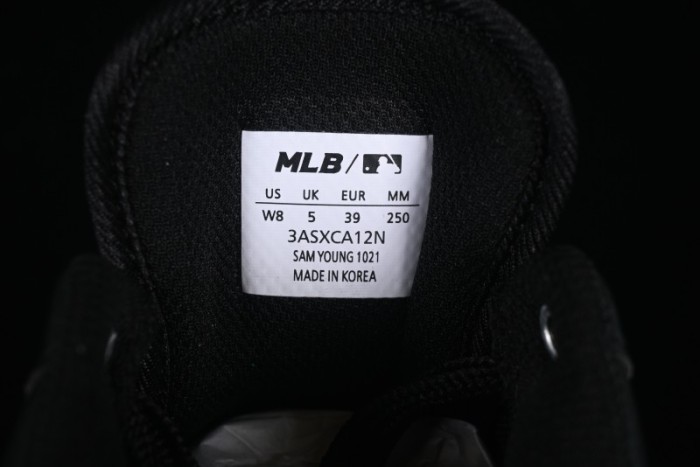 MLB /
US UK EUR MM
W8 5 39 250
3ASXCA12N
SAM YOUNG 1021
MADE IN KOREA